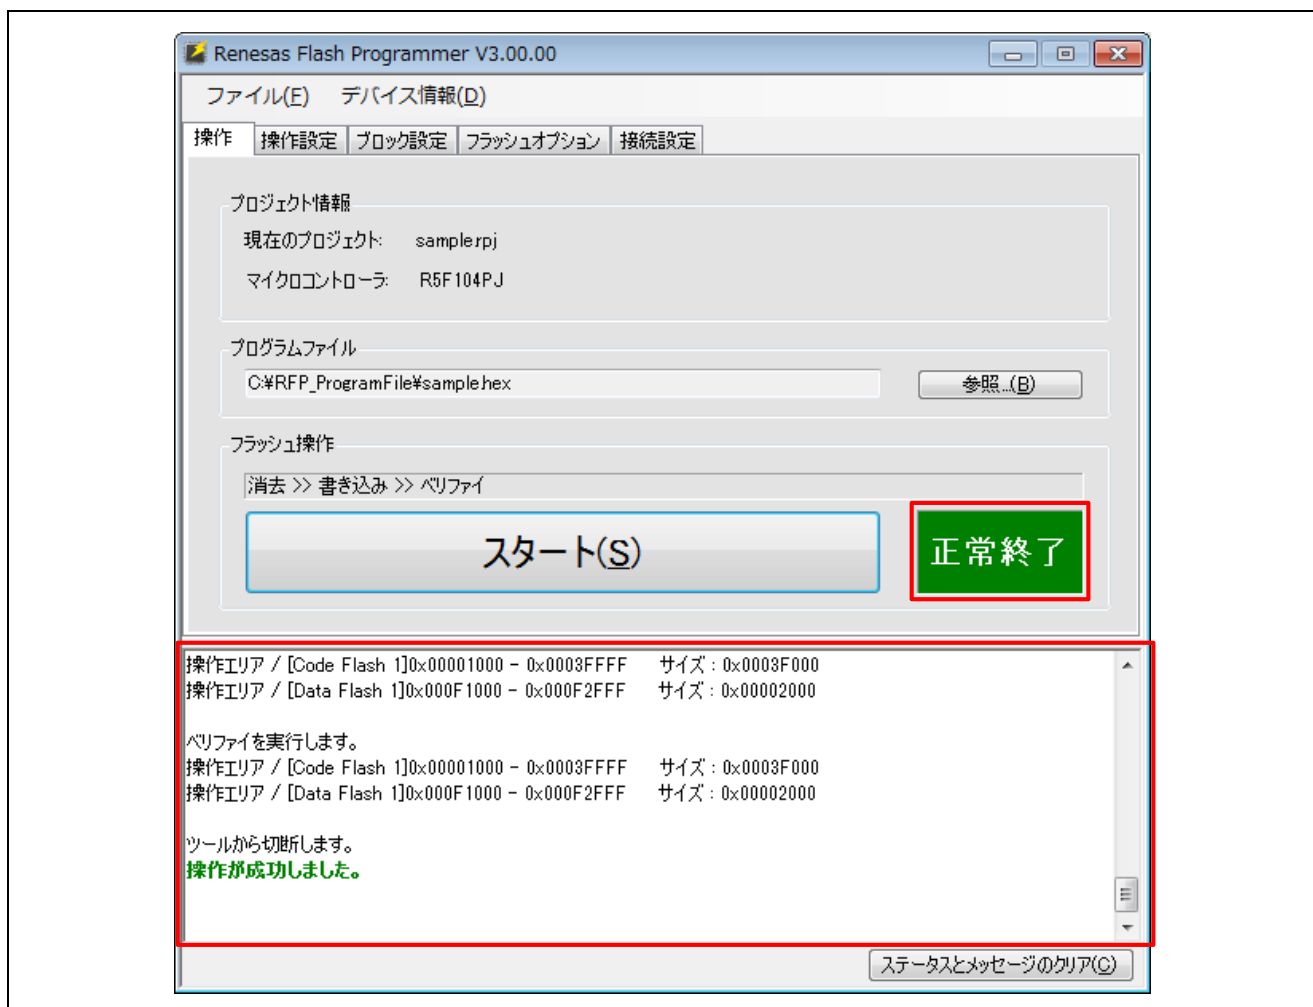 Renesas Flash Programmer V3.00.00
ファイル(F) デバイス情報(D)
操作 操作設定 ブロック設定 フラッシュオプション 接続設定
プロジェクト情報
現在のプロジェクト: sample.rpj
マイクロコントローラ: R5F104PJ
プログラムファイル
C:¥RFP_ProgramFile¥sample.hex 参照...(B)
フラッシュ操作
消去 >> 書き込み >> ベリファイ
スタート(S) 正常終了
操作エリア / [Code Flash 1]0x00001000 - 0x0003FFFF サイズ : 0x0003F000
操作エリア / [Data Flash 1]0x000F1000 - 0x000F2FFF サイズ : 0x00002000
ベリファイを実行します。
操作エリア / [Code Flash 1]0x00001000 - 0x0003FFFF サイズ : 0x0003F000
操作エリア / [Data Flash 1]0x000F1000 - 0x000F2FFF サイズ : 0x00002000
ツールから切断します。
操作が成功しました。
ステータスとメッセージのクリア(C)